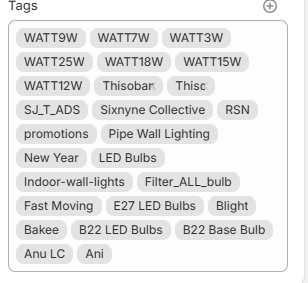 Tags
WATT9W WATT7W WATT3W
WATT25W WATT18W WATT15W
WATT12W Thisoban Thisc
SJ_T_ADS Sixnyne Collective RSN
promotions Pipe Wall Lighting
New Year LED Bulbs
Indoor-wall-lights Filter_ALL_bulb
Fast Moving E27 LED Bulbs Blight
Bakee B22 LED Bulbs B22 Base Bulb
Anu LC Ani